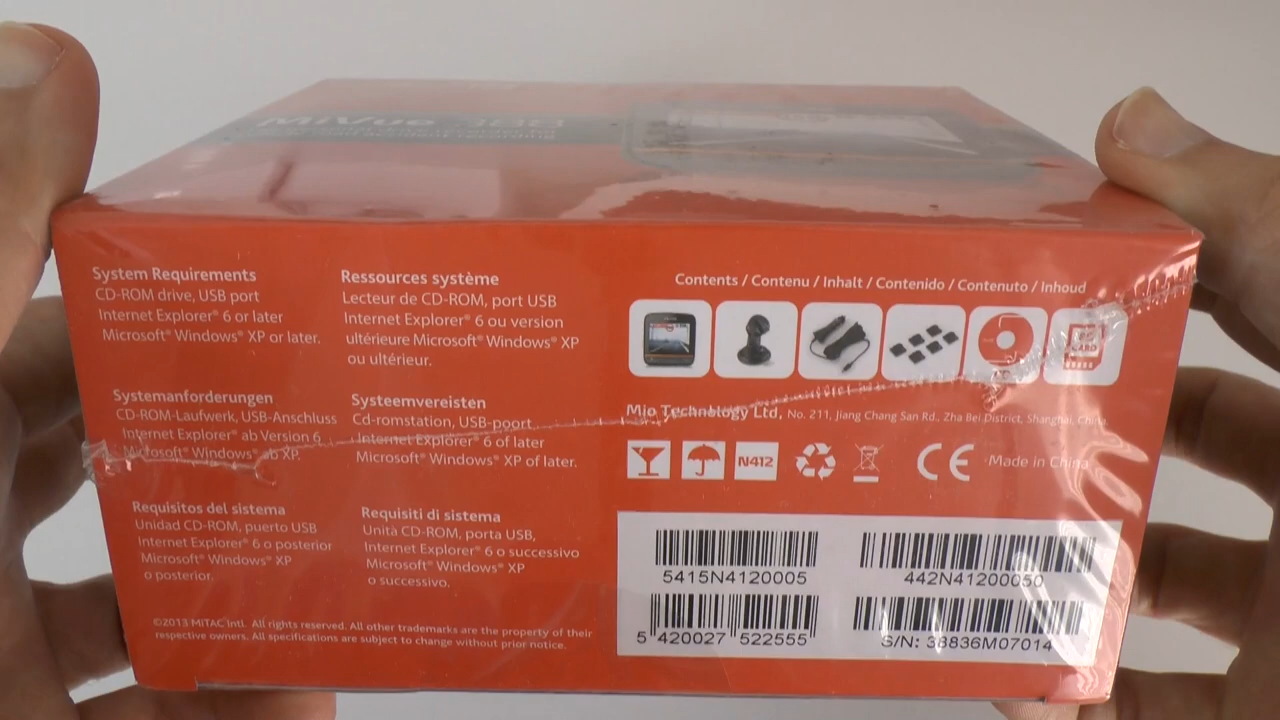 MiVue 388
System Requirements
CD-ROM drive, USB port
Internet Explorer® 6 or later
Microsoft® Windows® XP or later.
Ressources système
Lecteur de CD-ROM, port USB
Internet Explorer® 6 ou version
ultérieure Microsoft® Windows® XP
ou ultérieur.
Systemanforderungen
CD-ROM-Laufwerk, USB-Anschluss
Internet Explorer® ab Version 6
Microsoft® Windows® ab XP.
Systeemvereisten
Cd-romstation, USB-poort
Internet Explorer® 6 of later
Microsoft® Windows® XP of later.
Requisitos del sistema
Unidad CD-ROM, puerto USB
Internet Explorer® 6 o posterior
Microsoft® Windows® XP
o posterior.
Requisiti di sistema
Unità CD-ROM, porta USB,
Internet Explorer® 6 o successivo
Microsoft® Windows® XP
o successivo.
©2013 MiTAC Intl. All rights reserved. All other trademarks are the property of their
respective owners. All specifications are subject to change without prior notice.
Contents / Contenu / Inhalt / Contenido / Contenuto / Inhoud
Mio Technology Ltd, No. 211, Jiang Chang San Rd., Zha Bei District, Shanghai, China
N412
CE Made in China
5415N4120005
442N41200050
5 420027 522555
S/N: 38836M07014